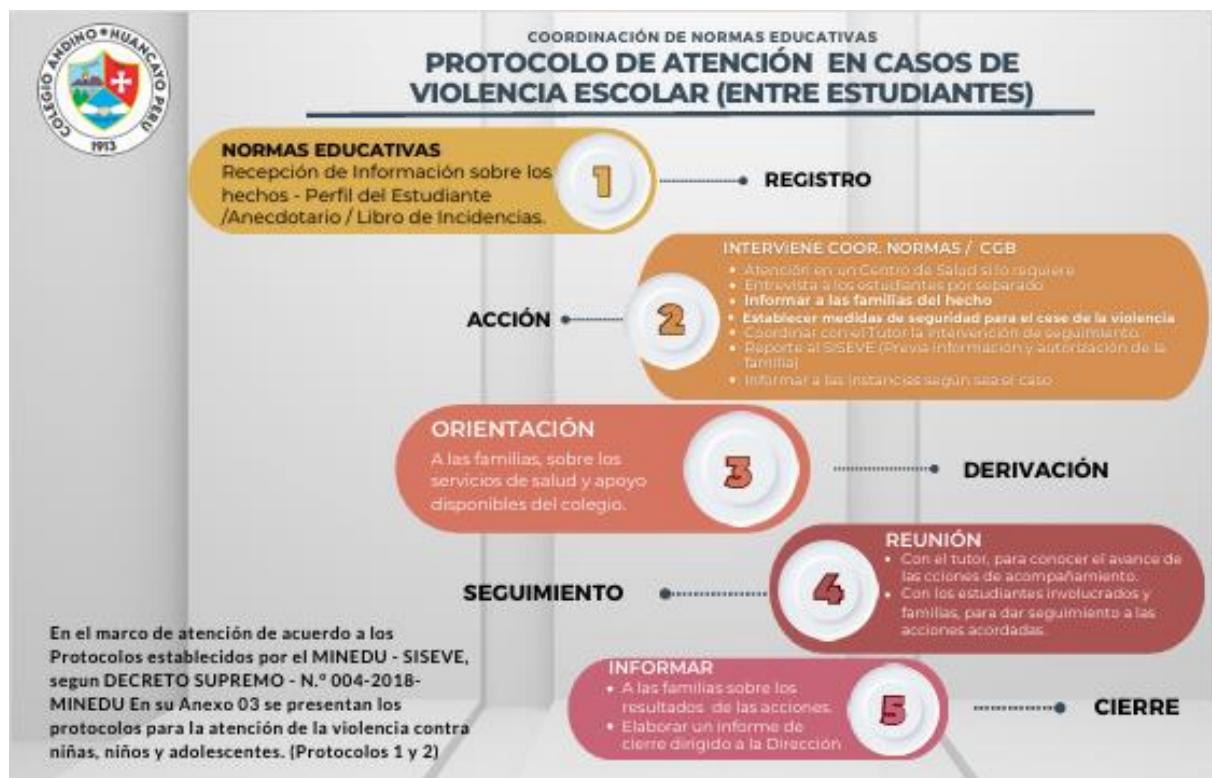 COLEGIO ANDINO * HUANCAYO PERU
1913
COORDINACIÓN DE NORMAS EDUCATIVAS
PROTOCOLO DE ATENCIÓN EN CASOS DE
VIOLENCIA ESCOLAR (ENTRE ESTUDIANTES)
NORMAS EDUCATIVAS
Recepción de Información sobre los
hechos - Perfil del Estudiante
/Anecdotario / Libro de Incidencias.
1
REGISTRO
INTERVIENE COOR. NORMAS / CGB
• Atención en un Centro de Salud si lo requiere
• Entrevista a los estudiantes por separado
• Informar a las familias del hecho
• Establecer medidas de seguridad para el cese de la violencia
• Coordinar con el Tutor la intervención de seguimiento.
• Reporte al SISEVE (Previa información y autorización de la
familia)
• Informar a las instancias según sea el caso
ACCIÓN
2
ORIENTACIÓN
A las familias, sobre los
servicios de salud y apoyo
disponibles del colegio.
3
DERIVACIÓN
REUNIÓN
• Con el tutor, para conocer el avance de
las cciones de acompañamiento.
• Con los estudiantes involucrados y
familias, para dar seguimiento a las
acciones acordadas.
SEGUIMIENTO
4
INFORMAR
• A las familias sobre los
resultados de las acciones.
• Elaborar un informe de
cierre dirigido a la Dirección
5
CIERRE
En el marco de atención de acuerdo a los
Protocolos establecidos por el MINEDU - SISEVE,
segun DECRETO SUPREMO - N.° 004-2018-
MINEDU En su Anexo 03 se presentan los
protocolos para la atención de la violencia contra
niñas, niños y adolescentes. (Protocolos 1 y 2)